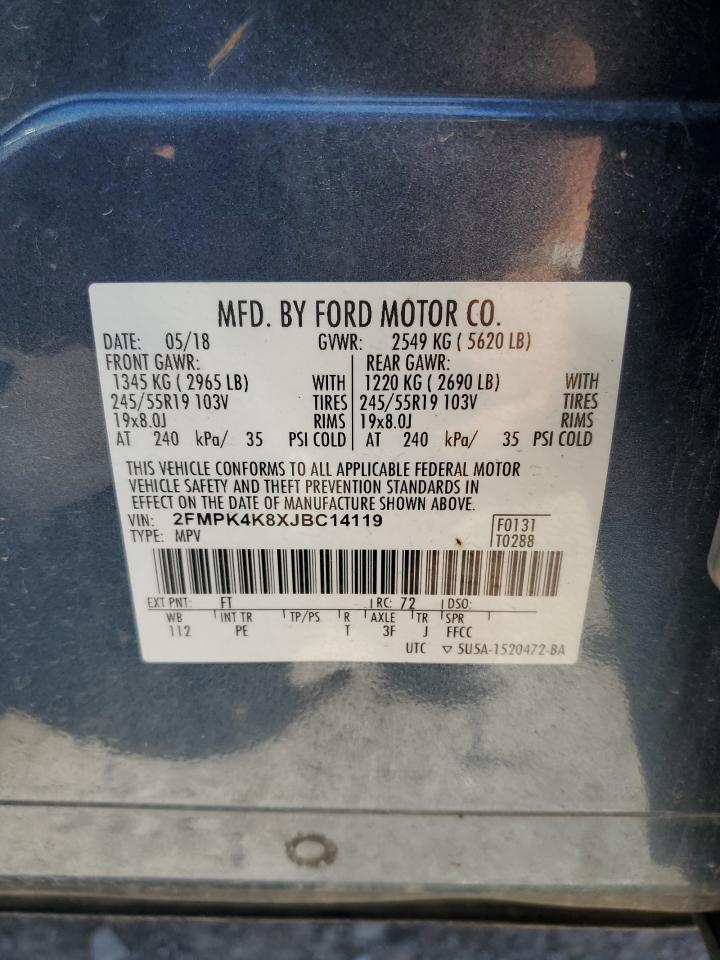 MFD. BY FORD MOTOR CO.
DATE: 05/18 GVWR: 2549 KG ( 5620 LB)
FRONT GAWR: REAR GAWR:
1345 KG ( 2965 LB) WITH 1220 KG ( 2690 LB) WITH
245/55R19 103V TIRES 245/55R19 103V TIRES
19x8.0J RIMS 19x8.0J RIMS
AT 240 kPa/ 35 PSI COLD AT 240 kPa/ 35 PSI COLD
THIS VEHICLE CONFORMS TO ALL APPLICABLE FEDERAL MOTOR
VEHICLE SAFETY AND THEFT PREVENTION STANDARDS IN
EFFECT ON THE DATE OF MANUFACTURE SHOWN ABOVE.
VIN: 2FMPK4K8XJBC14119 F0131
TYPE: MPV T0288
EXT PNT: FT RC: 72 DSO:
WB INT TR TP/PS R AXLE TR SPR
112 PE T 3F J FFCC
UTC ▽ 5U5A-1520472-BA